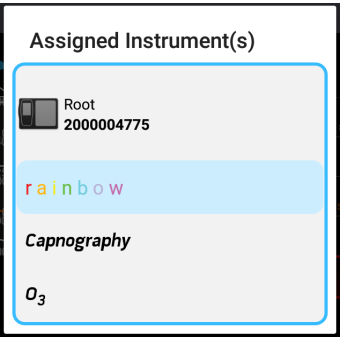 Assigned Instrument(s)
Root
2000004775
rainbow
Capnography
O₃